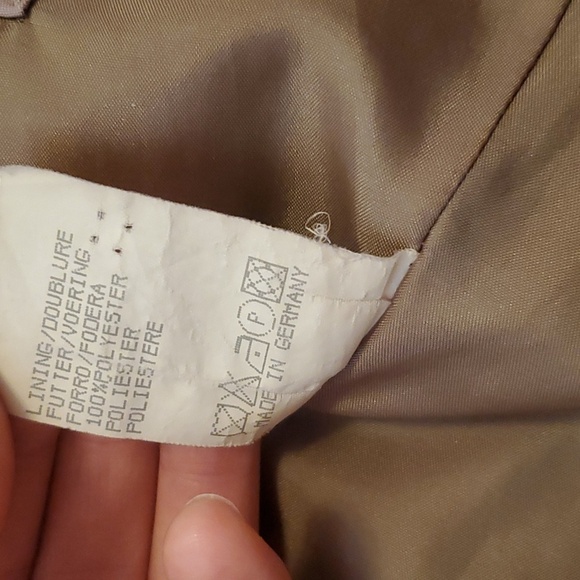 LINING/DOUBLURE
FUTTER/VOERING
FORRO/FODERA
100%POLYESTER
POLIESTER
POLIESTERE
P
MADE IN GERMANY